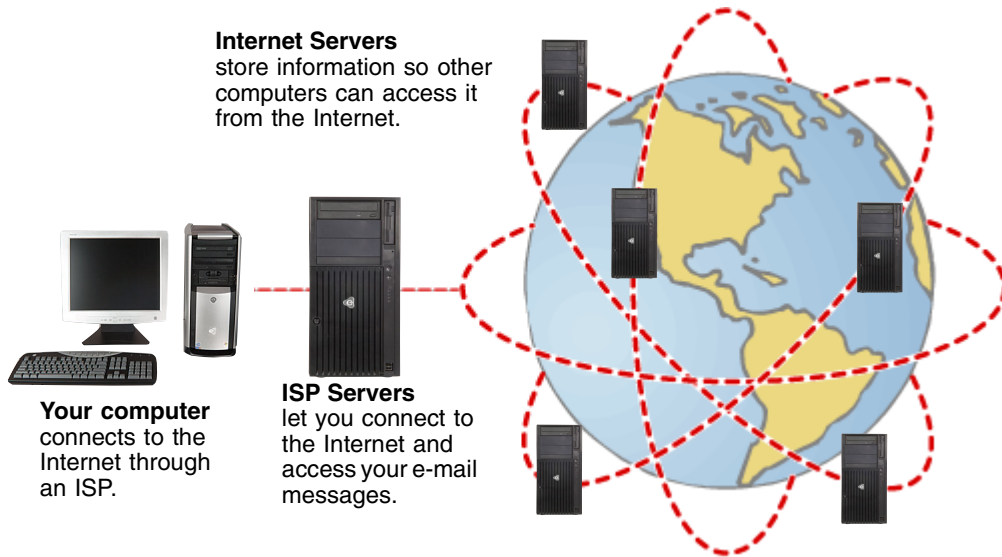 Internet Servers
store information so other
computers can access it
from the Internet.
Your computer
connects to the
Internet through
an ISP.
ISP Servers
let you connect to
the Internet and
access your e-mail
messages.